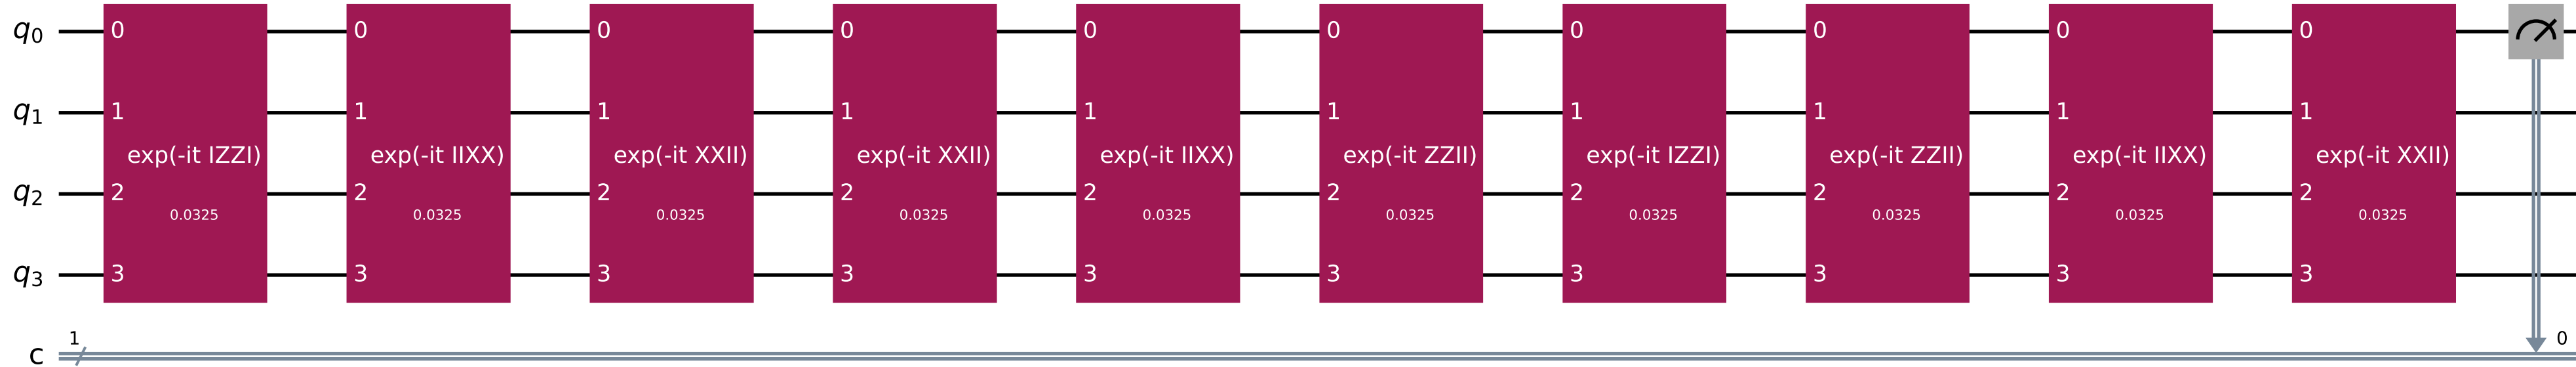 q0 0 0 0 0 0 0 0 0 0 0
q1 1 1 1 1 1 1 1 1 1 1
exp(-it IZZI) exp(-it IIXX) exp(-it XXII) exp(-it XXII) exp(-it IIXX) exp(-it ZZII) exp(-it IZZI) exp(-it ZZII) exp(-it IIXX) exp(-it XXII)
q2 2 2 2 2 2 2 2 2 2 2
0.0325 0.0325 0.0325 0.0325 0.0325 0.0325 0.0325 0.0325 0.0325 0.0325
q3 3 3 3 3 3 3 3 3 3 3
1 0
c